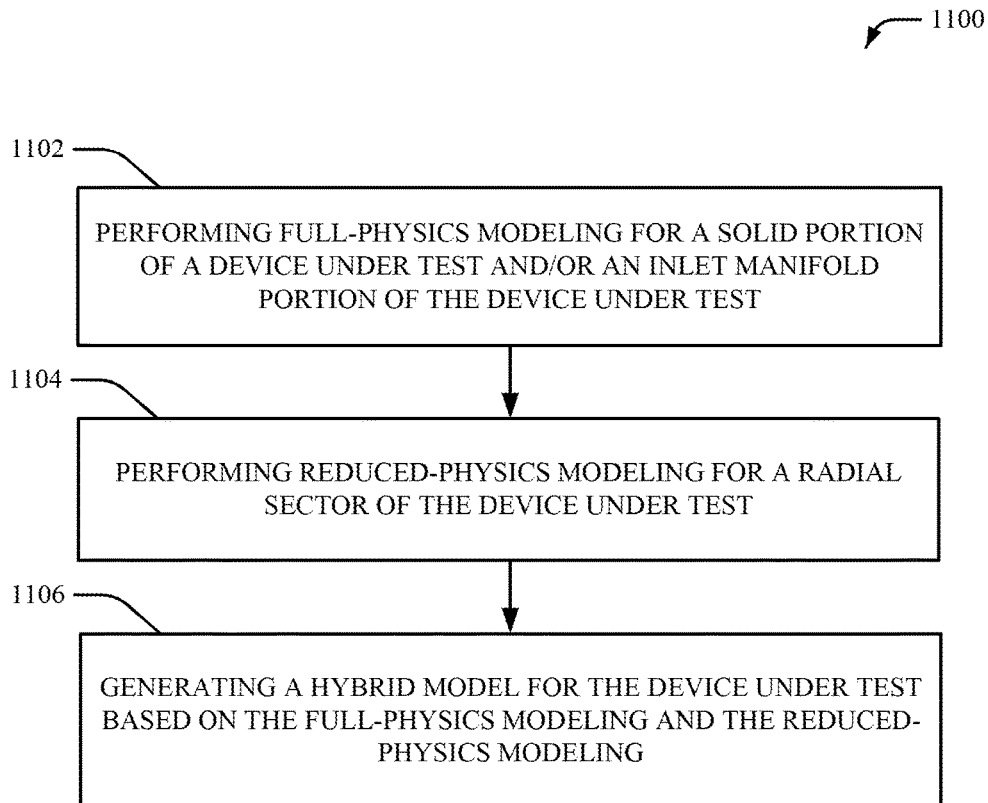 1100
1102
PERFORMING FULL-PHYSICS MODELING FOR A SOLID PORTION
OF A DEVICE UNDER TEST AND/OR AN INLET MANIFOLD
PORTION OF THE DEVICE UNDER TEST
1104
PERFORMING REDUCED-PHYSICS MODELING FOR A RADIAL
SECTOR OF THE DEVICE UNDER TEST
1106
GENERATING A HYBRID MODEL FOR THE DEVICE UNDER TEST
BASED ON THE FULL-PHYSICS MODELING AND THE REDUCED-
PHYSICS MODELING